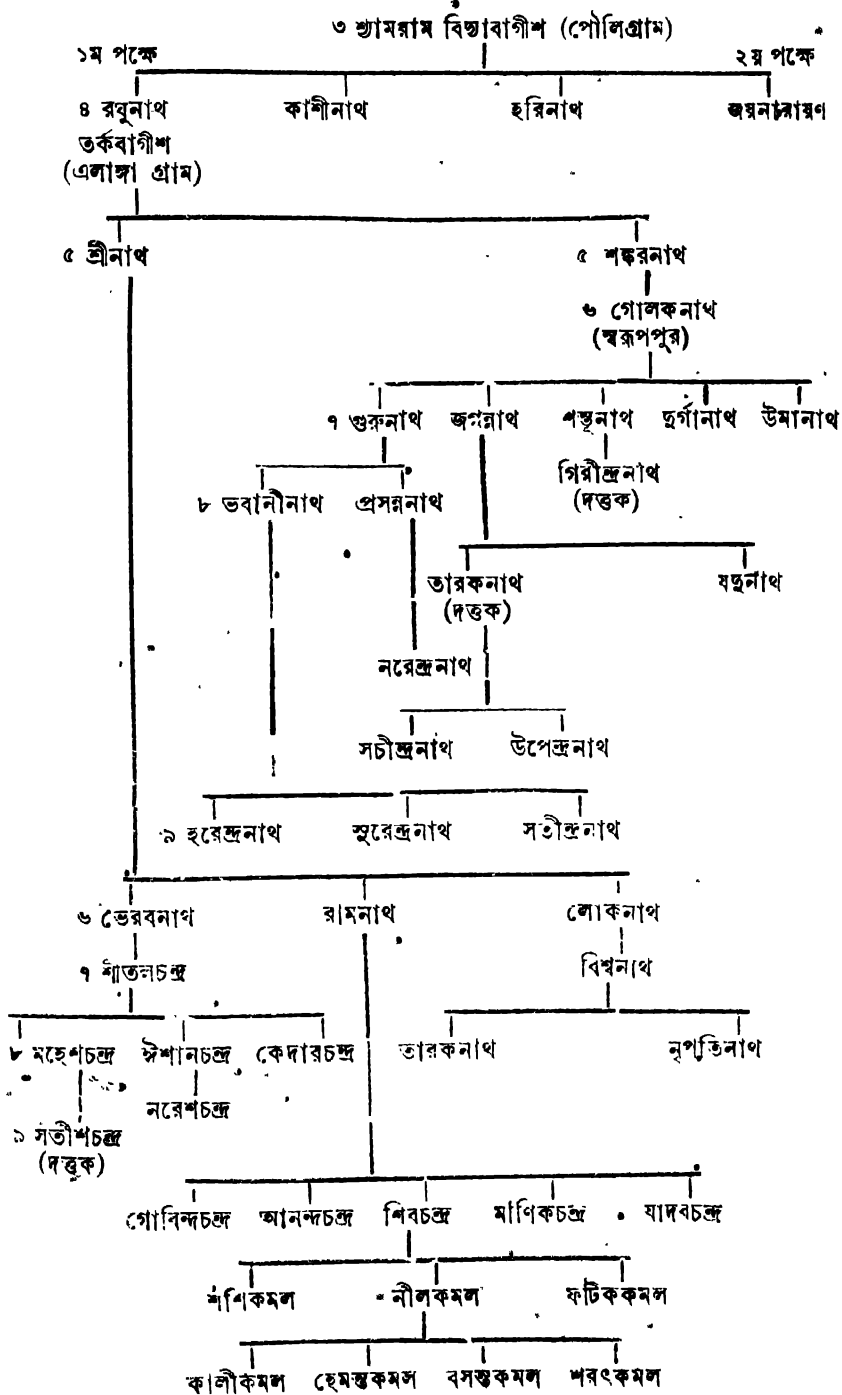 ৩ শ্যামরাম বিদ্যাবাগীশ (পৌলিগ্রাম)
১ম পক্ষে ২য় পক্ষে
৪ রঘুনাথ কাশীনাথ হরিনাথ জয়নারায়ণ
তর্কবাগীশ
(এলাঙ্গা গ্রাম)
৫ শ্রীনাথ ৫ শঙ্করনাথ
৬ গোলকনাথ
(স্বরূপপুর)
৭ গুরুনাথ জগন্নাথ শম্ভূনাথ দুর্গানাথ উমানাথ
গিরীন্দ্রনাথ
(দত্তক)
৮ ভবানীনাথ প্রসন্ননাথ
তারকনাথ যদুনাথ
(দত্তক)
নরেন্দ্রনাথ
সচীন্দ্রনাথ উপেন্দ্রনাথ
৯ হরেন্দ্রনাথ সুরেন্দ্রনাথ সতীন্দ্রনাথ
৬ ভৈরবনাথ রামনাথ লোকনাথ
৭ শীতলচন্দ্র বিশ্বনাথ
৮ মহেশচন্দ্র ঈশানচন্দ্র কেদারচন্দ্র তারকনাথ নৃপতিনাথ
নরেশচন্দ্র
৯ সতীশচন্দ্র
(দত্তক)
গোবিন্দচন্দ্র আনন্দচন্দ্র শিবচন্দ্র মাণিকচন্দ্র যাদবচন্দ্র
শশিকমল নীলকমল ফটিককমল
কালীকমল হেমন্তকমল বসন্তকমল শরৎকমল